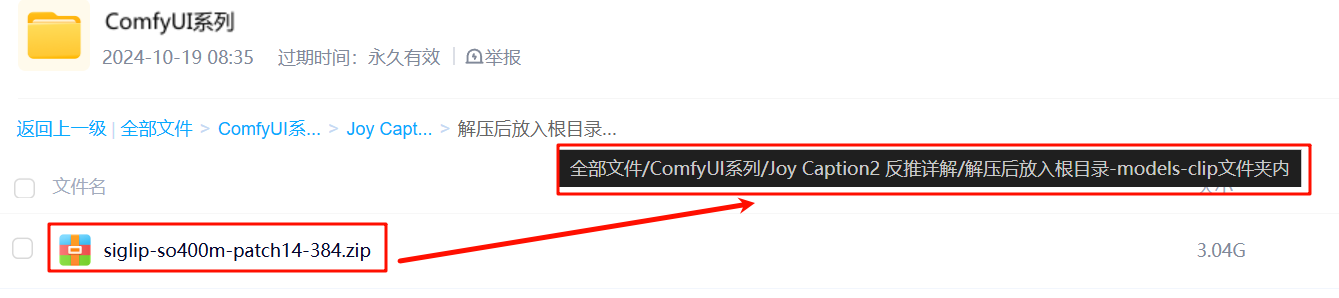 ComfyUI系列
2024-10-19 08:35 过期时间：永久有效 举报
返回上一级 | 全部文件 > ComfyUI系... > Joy Capt... > 解压后放入根目录...
全部文件/ComfyUI系列/Joy Caption2 反推详解/解压后放入根目录-models-clip文件夹内
文件名
siglip-so400m-patch14-384.zip 3.04G